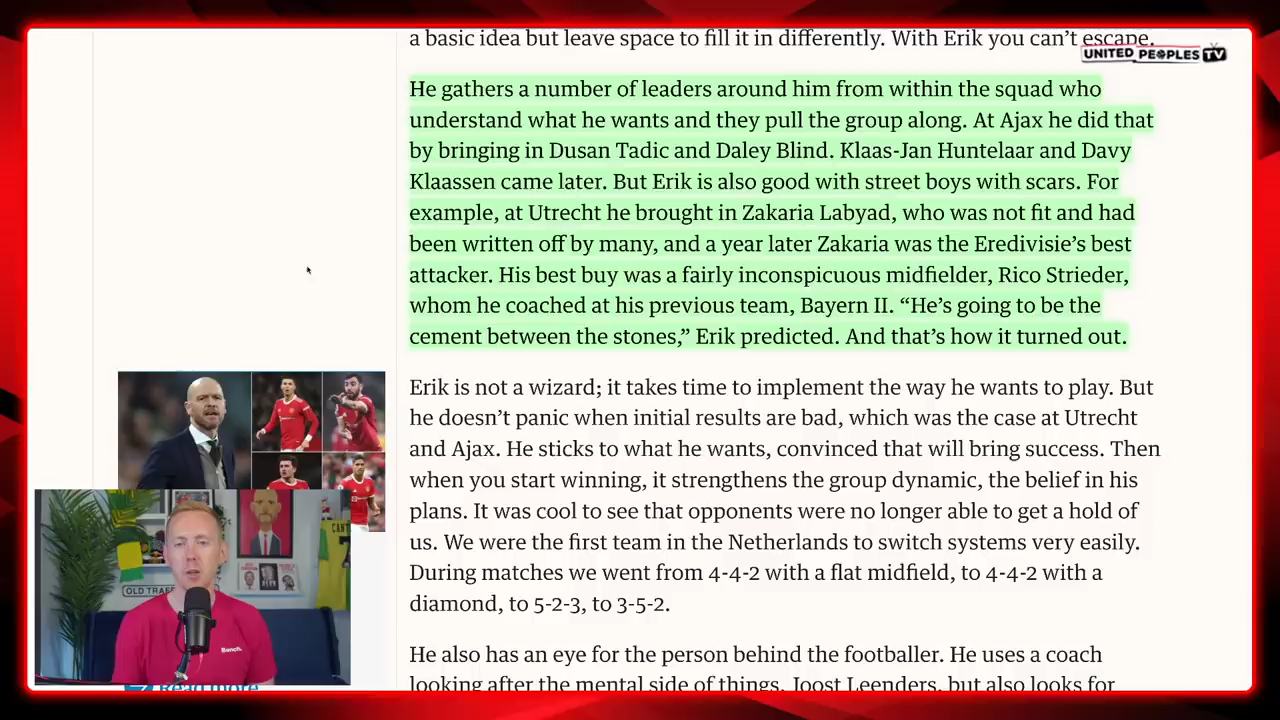 a basic idea but leave space to fill it in differently. With Erik you can’t escape.
UNITED PEOPLES TV
He gathers a number of leaders around him from within the squad who
understand what he wants and they pull the group along. At Ajax he did that
by bringing in Dusan Tadic and Daley Blind. Klaas-Jan Huntelaar and Davy
Klaassen came later. But Erik is also good with street boys with scars. For
example, at Utrecht he brought in Zakaria Labyad, who was not fit and had
been written off by many, and a year later Zakaria was the Eredivisie’s best
attacker. His best buy was a fairly inconspicuous midfielder, Rico Strieder,
whom he coached at his previous team, Bayern II. “He’s going to be the
cement between the stones,” Erik predicted. And that’s how it turned out.
Erik is not a wizard; it takes time to implement the way he wants to play. But
he doesn’t panic when initial results are bad, which was the case at Utrecht
and Ajax. He sticks to what he wants, convinced that will bring success. Then
when you start winning, it strengthens the group dynamic, the belief in his
plans. It was cool to see that opponents were no longer able to get a hold of
us. We were the first team in the Netherlands to switch systems very easily.
During matches we went from 4-4-2 with a flat midfield, to 4-4-2 with a
diamond, to 5-2-3, to 3-5-2.
He also has an eye for the person behind the footballer. He uses a coach
looking after the mental side of things, Joost Leenders, but also looks for
CANT
OLD TRAF
Bench.
Read more